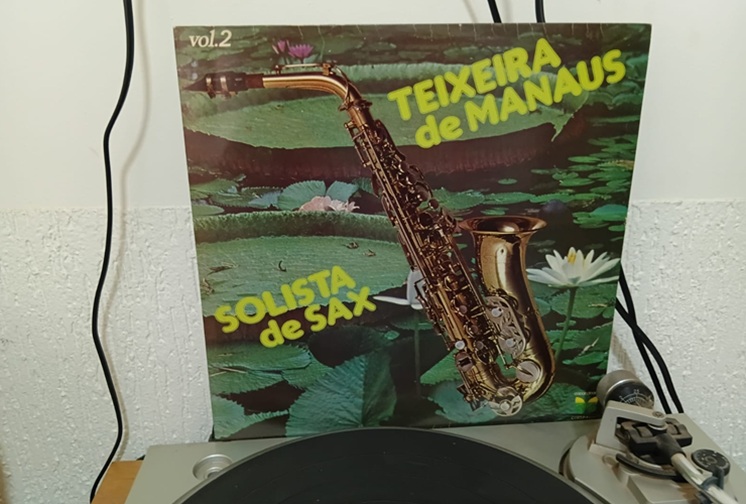 vol.2
TEIXEIRA
de MANAUS
SOLISTA
de SAX